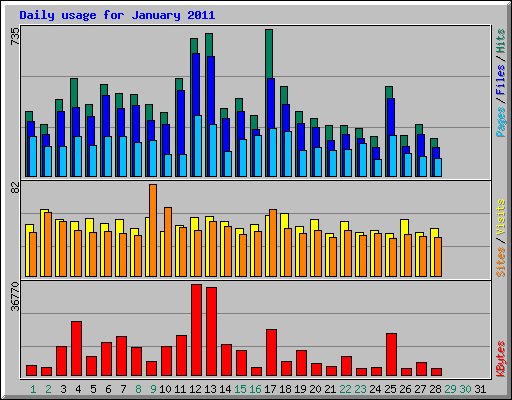 Daily usage for January 2011
735
Pages / Files / Hits
82
Sites / Visits
36770
KBytes
1 2 3 4 5 6 7 8 9 10 11 12 13 14 15 16 17 18 19 20 21 22 23 24 25 26 27 28 29 30 31